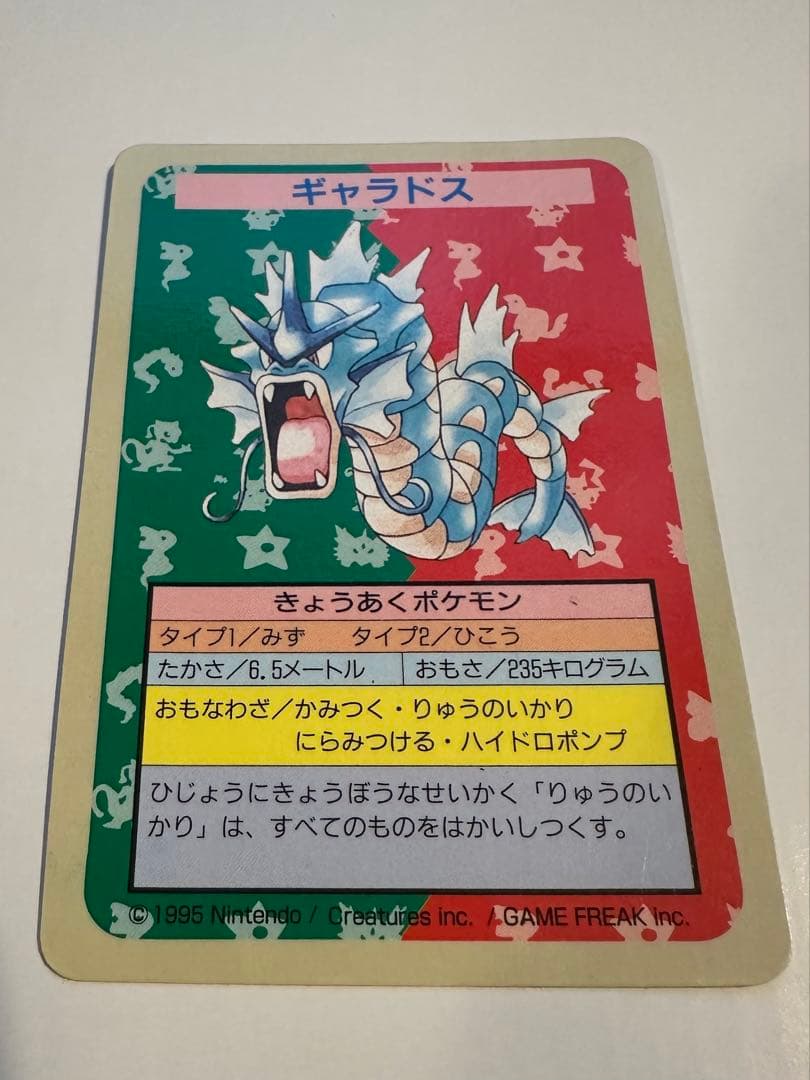 ギャラドス
きょうあくポケモン
タイプ1／みず　タイプ2／ひこう
たかさ／6.5メートル　おもさ／235キログラム
おもなわざ／かみつく・りゅうのいかり
にらみつける・ハイドロポンプ
ひじょうにきょうぼうなせいかく「りゅうのい
かり」は、すべてのものをはかいしつくす。
©1995 Nintendo / Creatures inc. / GAME FREAK inc.